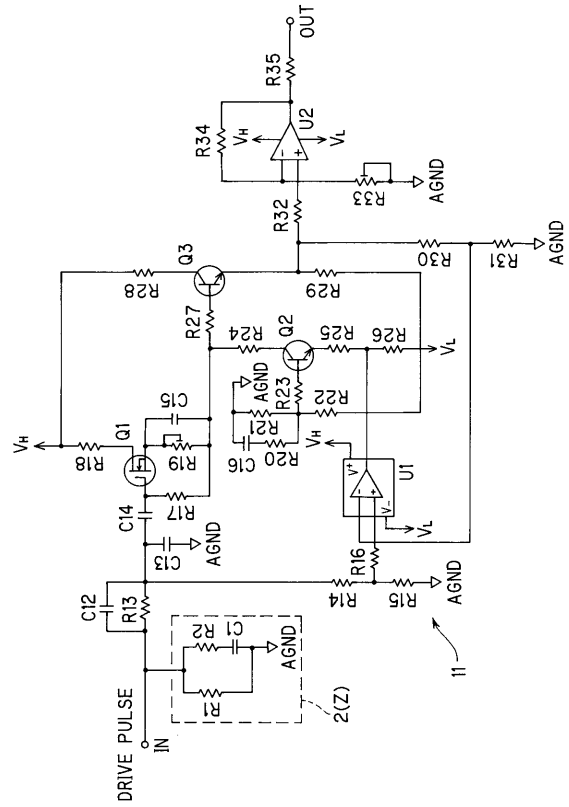 DRIVE PULSE
IN
R1
R2
C1
AGND
2(Z)
C12
R13
C13
AGND
C14
R14
R15
AGND
R16
11
VH
R18
Q1
R17
R19
C15
C16
R20
R21
AGND
R23
R22
VH
V+
V-
U1
VL
R27
R24
Q2
R25
R26
VL
R28
Q3
R29
R30
R31
AGND
R32
R33
AGND
R34
VH
U2
VL
R35
OUT